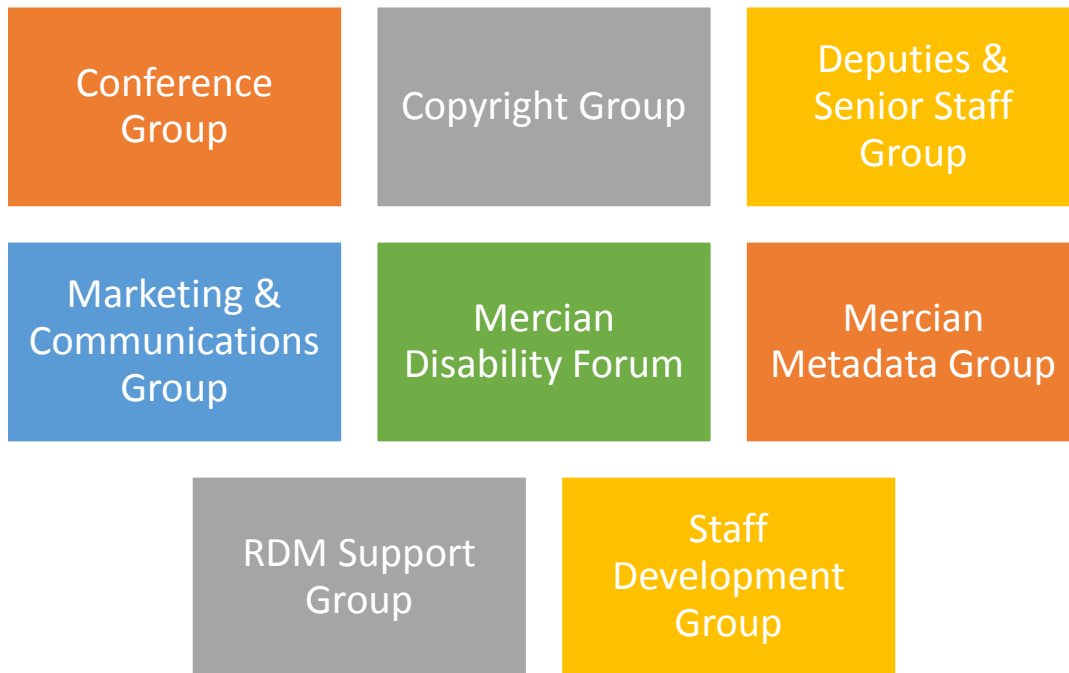 Conference
Group
Copyright Group
Deputies &
Senior Staff
Group
Marketing &
Communications
Group
Mercian
Disability Forum
Mercian
Metadata Group
RDM Support
Group
Staff
Development
Group